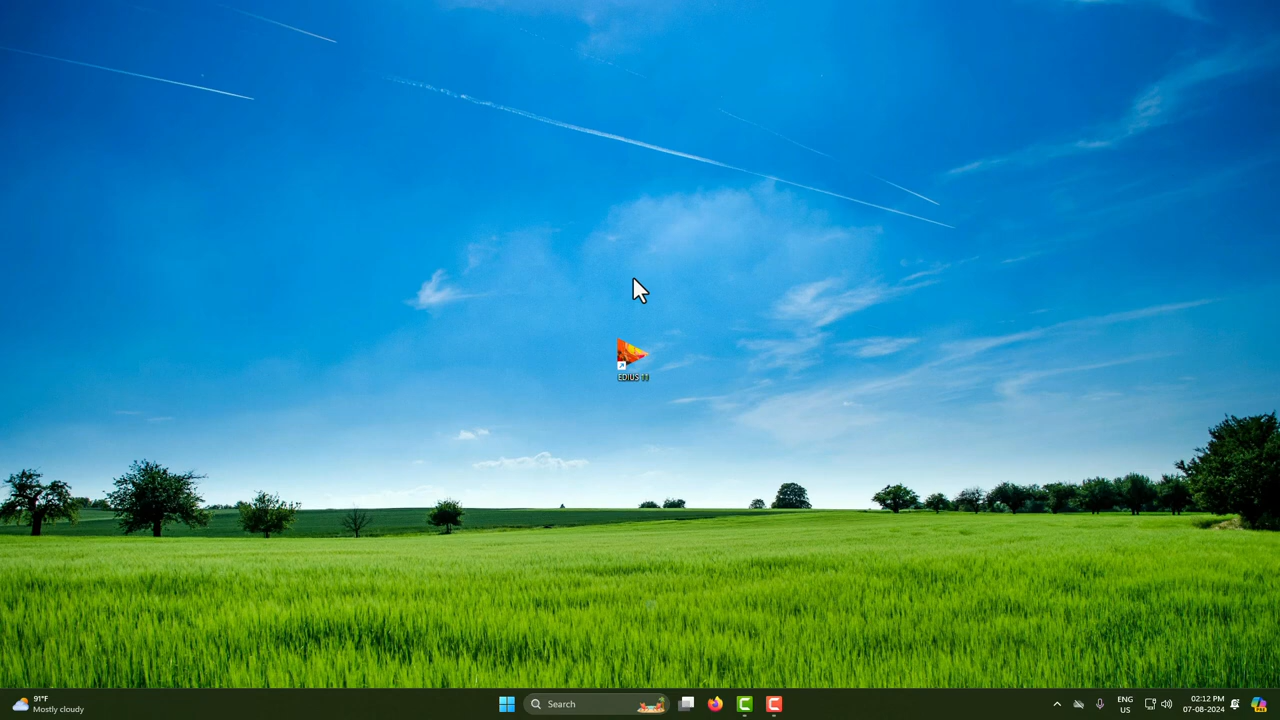 EDIUS 11
91°F
Mostly cloudy
Search
ENG
US
02:12 PM
07-08-2024